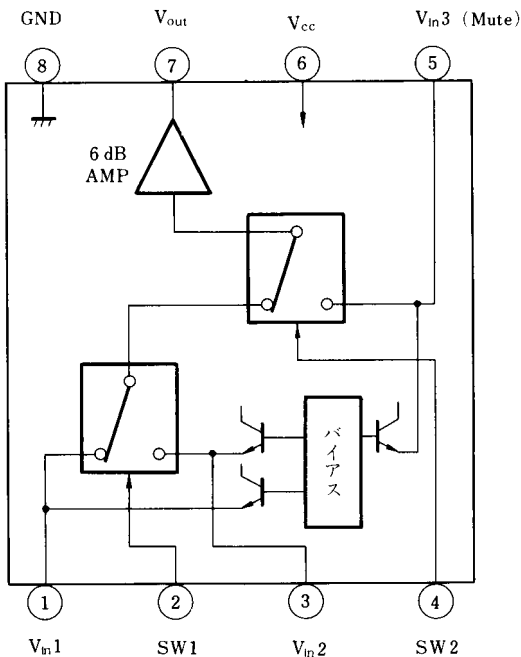 GND Vout Vcc Vin3 (Mute)
8 7 6 5
6 dB
AMP
バイアス
1 2 3 4
Vin1 SW1 Vin2 SW2